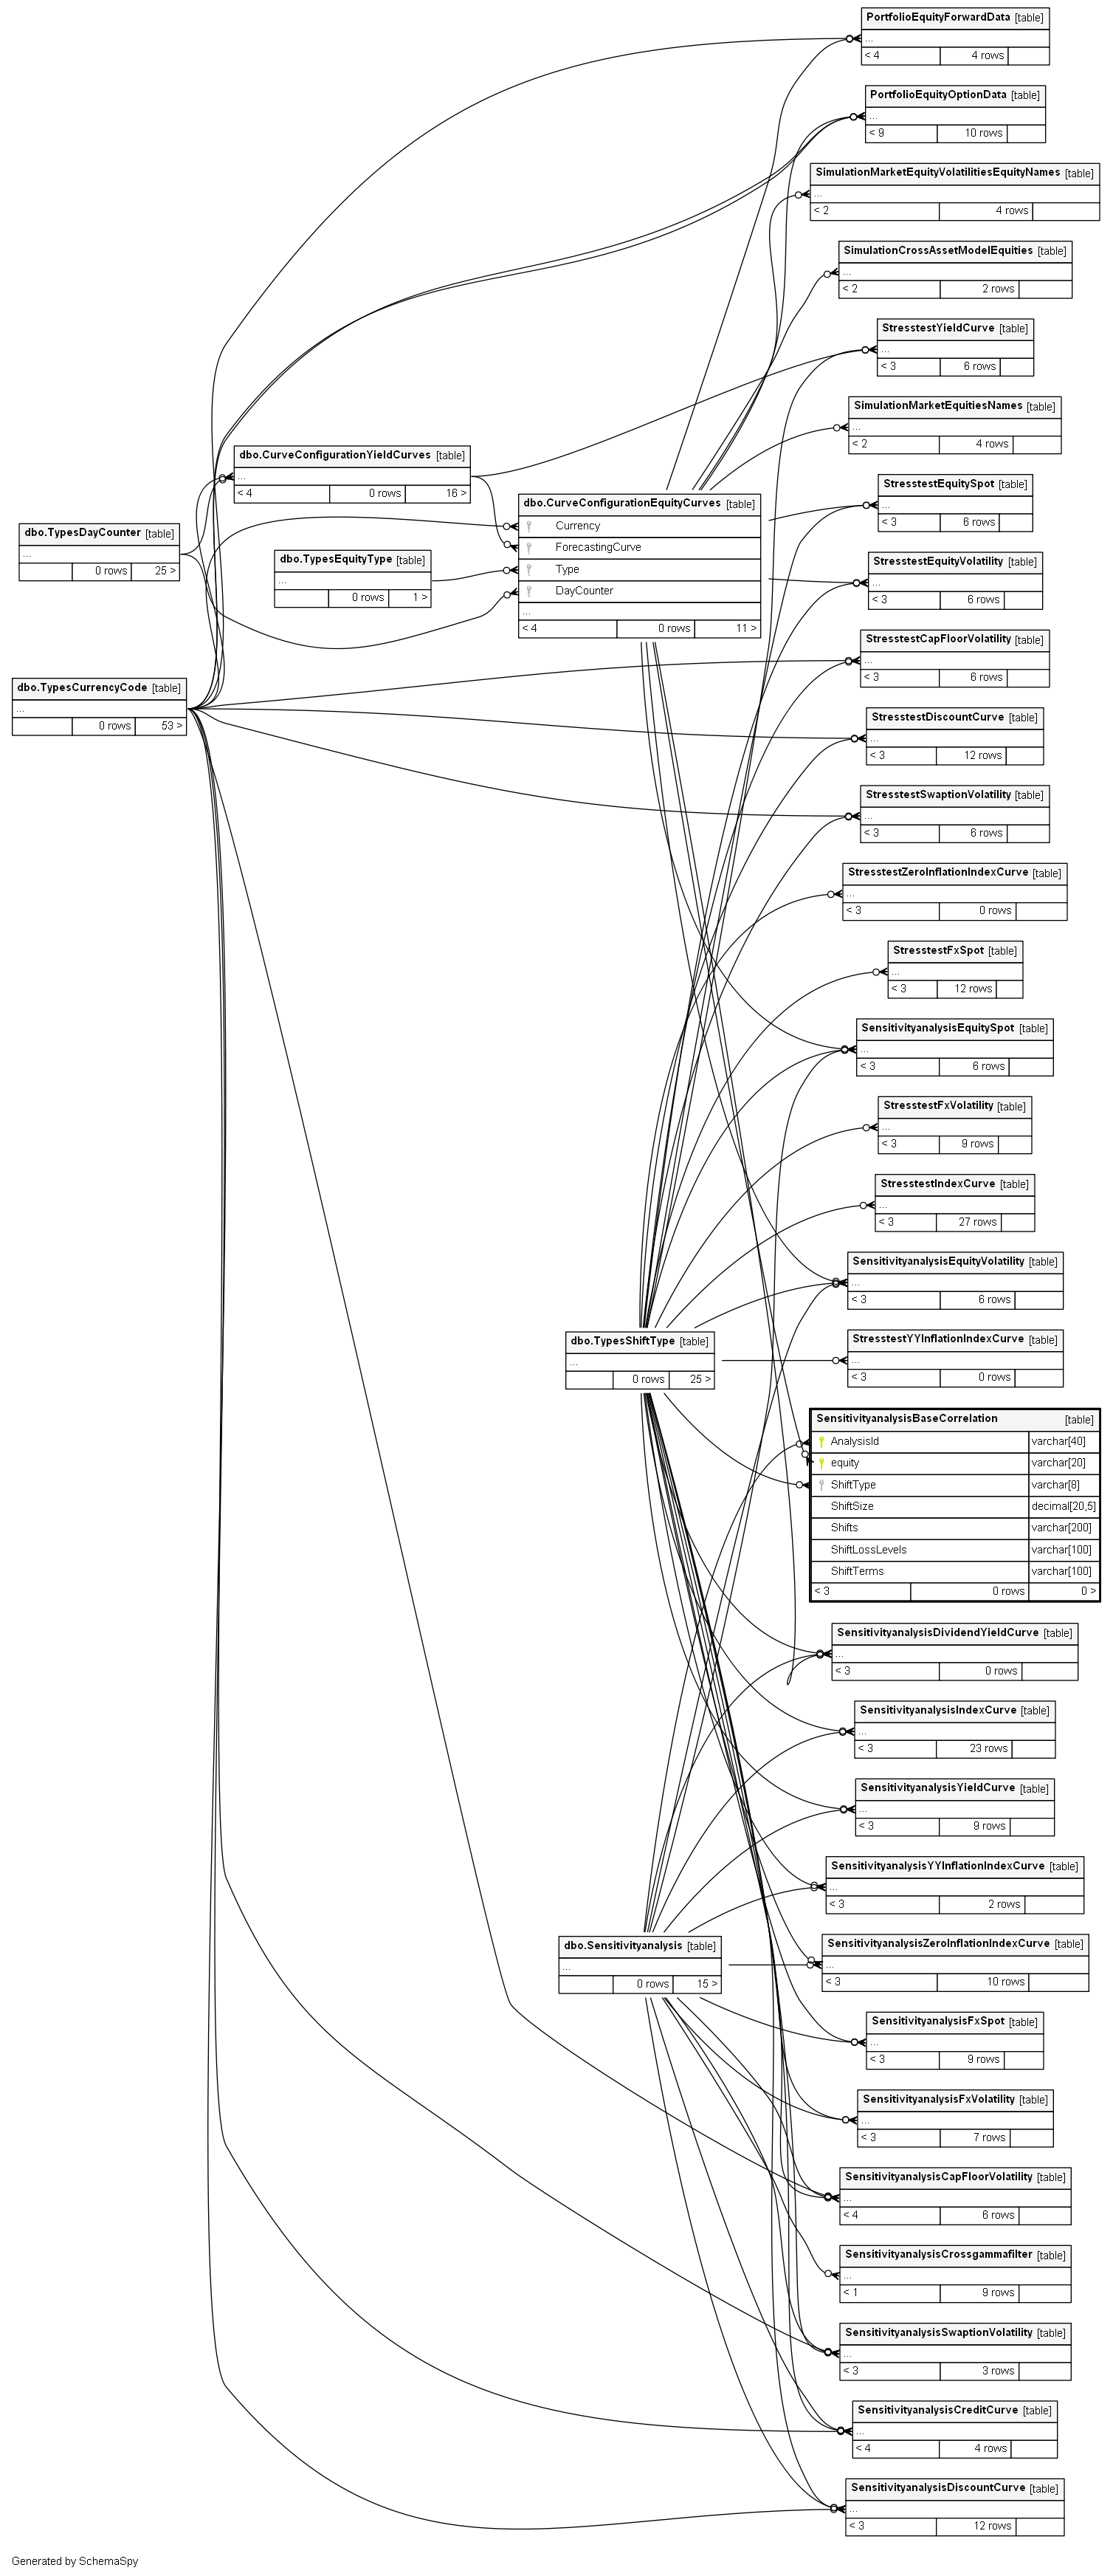 PortfolioEquityForwardData [table]
...
< 4 4 rows
PortfolioEquityOptionData [table]
...
< 9 10 rows
SimulationMarketEquityVolatilitiesEquityNames [table]
...
< 2 4 rows
SimulationCrossAssetModelEquities [table]
...
< 2 2 rows
StresstestYieldCurve [table]
...
< 3 6 rows
SimulationMarketEquitiesNames [table]
...
< 2 4 rows
dbo.CurveConfigurationYieldCurves [table]
...
< 4 0 rows 16 >
StresstestEquitySpot [table]
...
< 3 6 rows
dbo.CurveConfigurationEquityCurves [table]
Currency
ForecastingCurve
Type
DayCounter
...
< 4 0 rows 11 >
dbo.TypesDayCounter [table]
...
0 rows 25 >
dbo.TypesEquityType [table]
...
0 rows 1 >
StresstestEquityVolatility [table]
...
< 3 6 rows
StresstestCapFloorVolatility [table]
...
< 3 6 rows
dbo.TypesCurrencyCode [table]
...
0 rows 53 >
StresstestDiscountCurve [table]
...
< 3 12 rows
StresstestSwaptionVolatility [table]
...
< 3 6 rows
StresstestZeroInflationIndexCurve [table]
...
< 3 0 rows
StresstestFxSpot [table]
...
< 3 12 rows
SensitivityanalysisEquitySpot [table]
...
< 3 6 rows
StresstestFxVolatility [table]
...
< 3 9 rows
StresstestIndexCurve [table]
...
< 3 27 rows
SensitivityanalysisEquityVolatility [table]
...
< 3 6 rows
dbo.TypesShiftType [table]
...
0 rows 25 >
StresstestYYInflationIndexCurve [table]
...
< 3 0 rows
SensitivityanalysisBaseCorrelation [table]
AnalysisId varchar[40]
equity varchar[20]
ShiftType varchar[8]
ShiftSize decimal[20,5]
Shifts varchar[200]
ShiftLossLevels varchar[100]
ShiftTerms varchar[100]
< 3 0 rows 0 >
SensitivityanalysisDividendYieldCurve [table]
...
< 3 0 rows
SensitivityanalysisIndexCurve [table]
...
< 3 23 rows
SensitivityanalysisYieldCurve [table]
...
< 3 9 rows
SensitivityanalysisYYInflationIndexCurve [table]
...
< 3 2 rows
dbo.Sensitivityanalysis [table]
...
0 rows 15 >
SensitivityanalysisZeroInflationIndexCurve [table]
...
< 3 10 rows
SensitivityanalysisFxSpot [table]
...
< 3 9 rows
SensitivityanalysisFxVolatility [table]
...
< 3 7 rows
SensitivityanalysisCapFloorVolatility [table]
...
< 4 6 rows
SensitivityanalysisCrossgammafilter [table]
...
< 1 9 rows
SensitivityanalysisSwaptionVolatility [table]
...
< 3 3 rows
SensitivityanalysisCreditCurve [table]
...
< 4 4 rows
SensitivityanalysisDiscountCurve [table]
...
< 3 12 rows
Generated by SchemaSpy